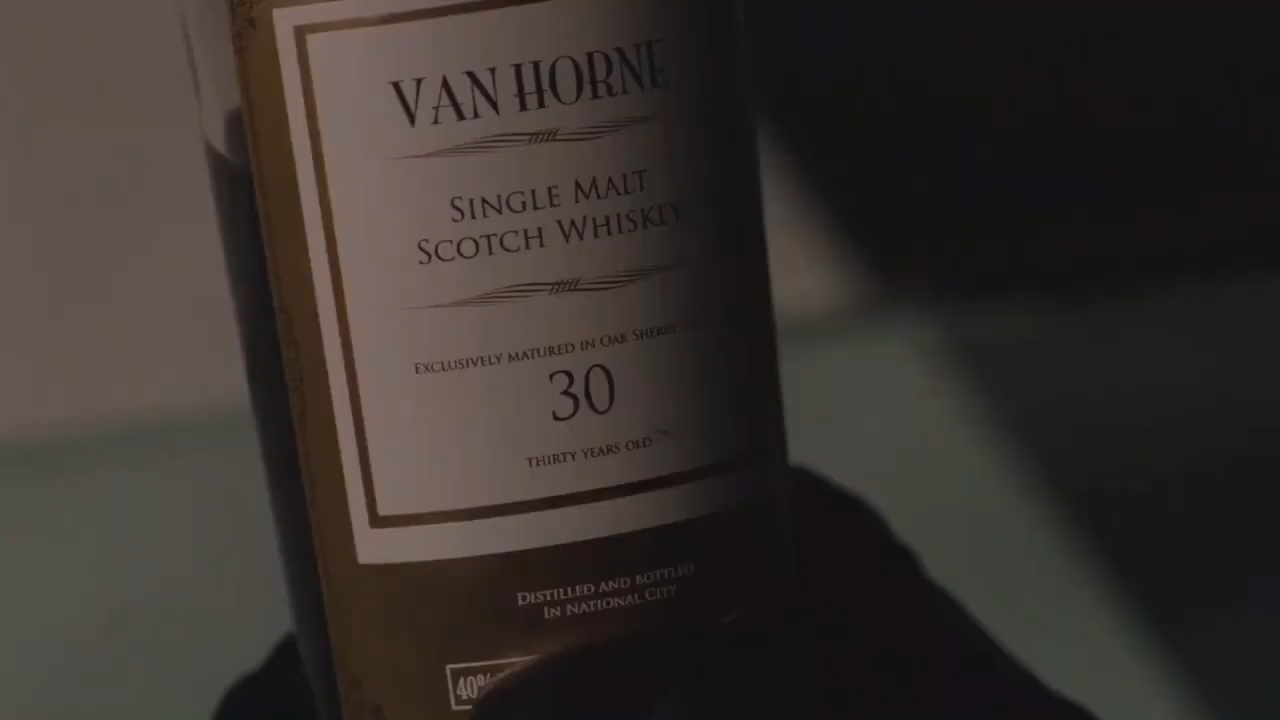 VAN HORNE
SINGLE MALT
SCOTCH WHISKEY
EXCLUSIVELY MATURED IN OAK SHERRY
30
THIRTY YEARS OLD
DISTILLED AND BOTTLED
IN NATIONAL CITY
40%